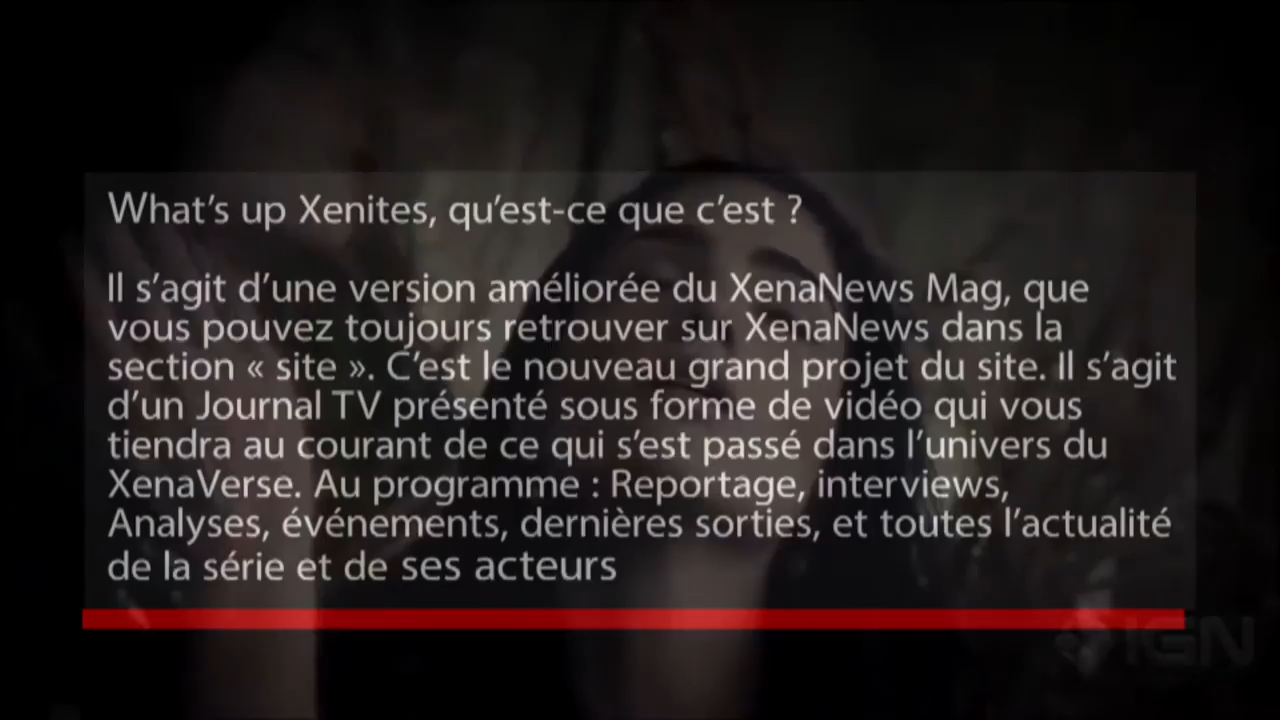 What's up Xenites, qu'est-ce que c'est ?
Il s'agit d'une version améliorée du XenaNews Mag, que
vous pouvez toujours retrouver sur XenaNews dans la
section « site ». C'est le nouveau grand projet du site. Il s'agit
d'un Journal TV présenté sous forme de vidéo qui vous
tiendra au courant de ce qui s'est passé dans l'univers du
XenaVerse. Au programme : Reportage, interviews,
Analyses, événements, dernières sorties, et toutes l'actualité
de la série et de ses acteurs
IGN